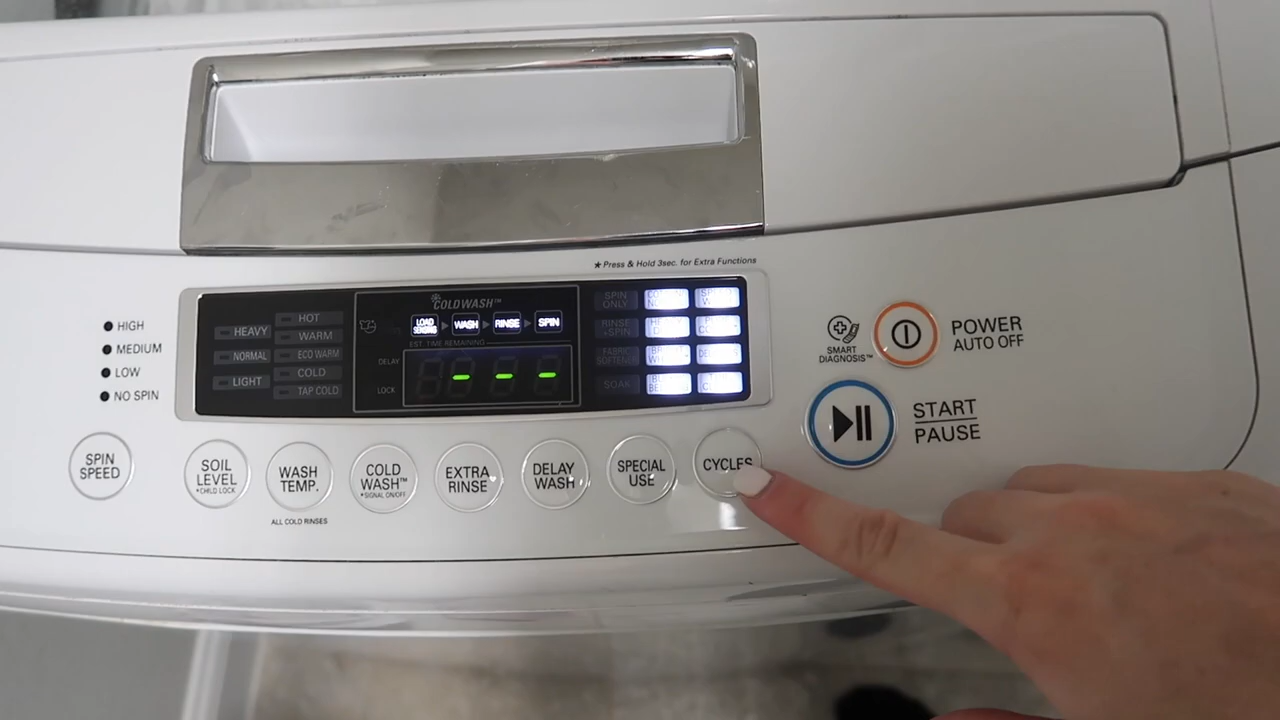 ★Press & Hold 3sec. for Extra Functions
HIGH
MEDIUM
LOW
NO SPIN
HEAVY
NORMAL
LIGHT
HOT
WARM
ECO WARM
COLD
TAP COLD
COLDWASH™
LOAD SENSING
WASH
RINSE
SPIN
EST. TIME REMAINING
DELAY
LOCK
SPIN ONLY
RINSE +SPIN
FABRIC SOFTENER
SOAK
SMART
DIAGNOSIS™
POWER
AUTO OFF
START
PAUSE
SPIN
SPEED
SOIL
LEVEL
*CHILD LOCK
WASH
TEMP.
ALL COLD RINSES
COLD
WASH™
*SIGNAL ON/OFF
EXTRA
RINSE
DELAY
WASH
SPECIAL
USE
CYCLES